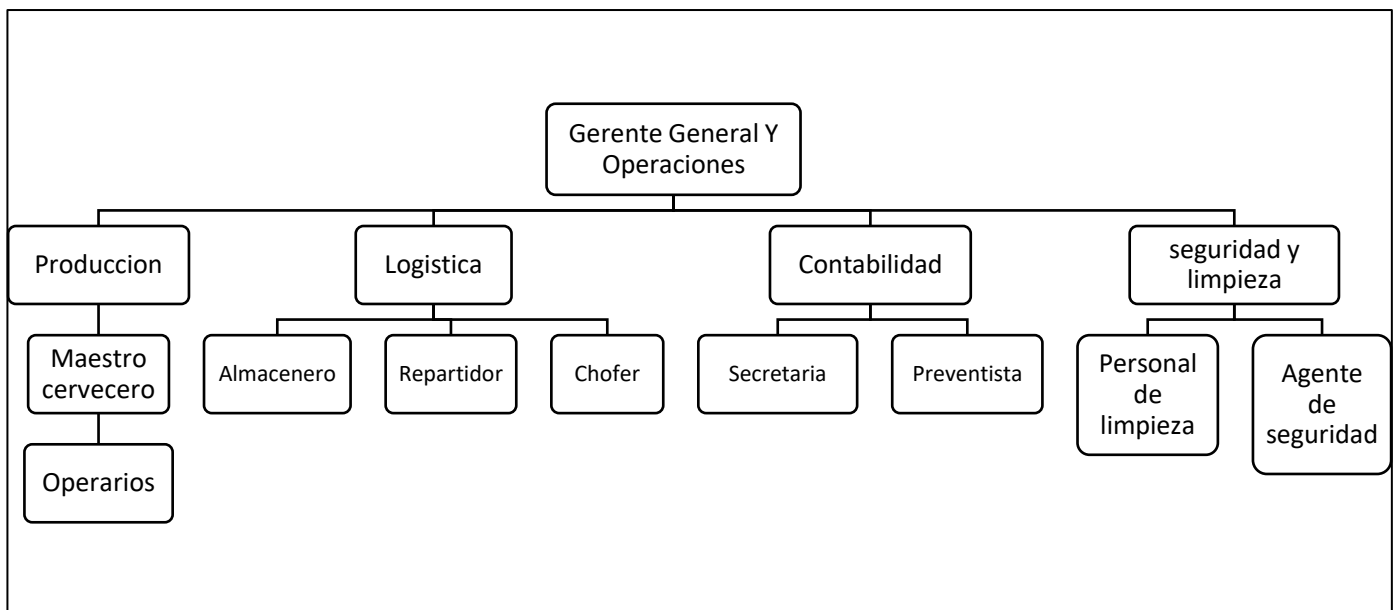 Gerente General Y
Operaciones
Produccion
Logistica
Contabilidad
seguridad y
limpieza
Maestro
cervecero
Almacenero
Repartidor
Chofer
Secretaria
Preventista
Personal
de
limpieza
Agente
de
seguridad
Operarios